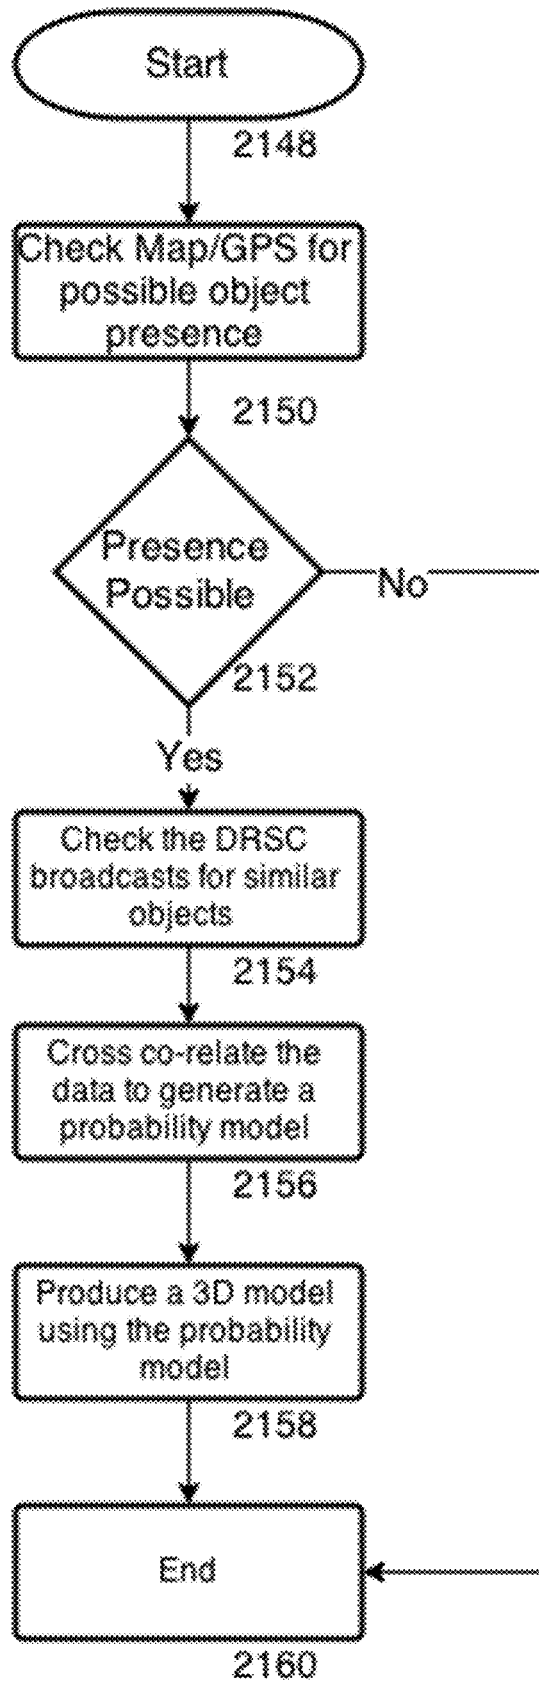 Start
2148
Check Map/GPS for
possible object
presence
2150
Presence
Possible
No
2152
Yes
Check the DRSC
broadcasts for similar
objects
2154
Cross co-relate the
data to generate a
probability model
2156
Produce a 3D model
using the probability
model
2158
End
2160